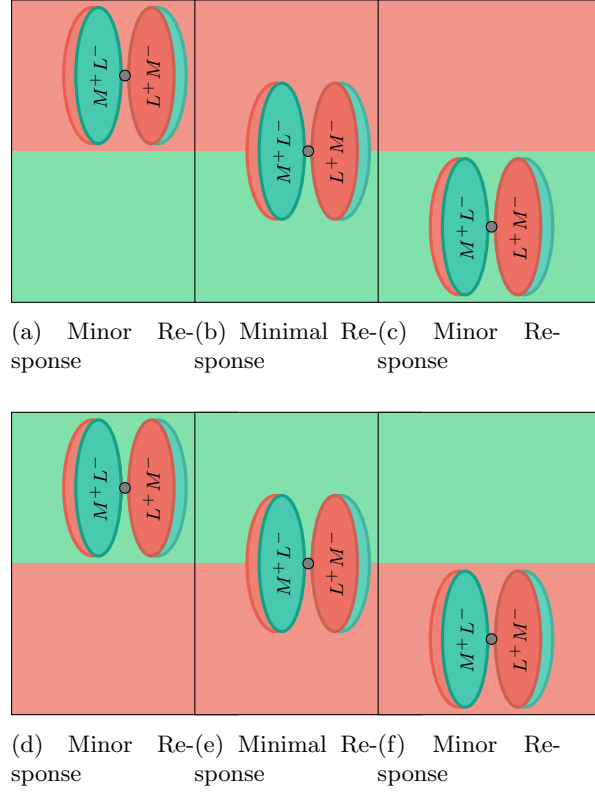 M⁺L⁻ L⁺M⁻
M⁺L⁻ L⁺M⁻
M⁺L⁻ L⁺M⁻
(a) Minor Re-
sponse
(b) Minimal Re-
sponse
(c) Minor Re-
sponse
M⁺L⁻ L⁺M⁻
M⁺L⁻ L⁺M⁻
M⁺L⁻ L⁺M⁻
(d) Minor Re-
sponse
(e) Minimal Re-
sponse
(f) Minor Re-
sponse